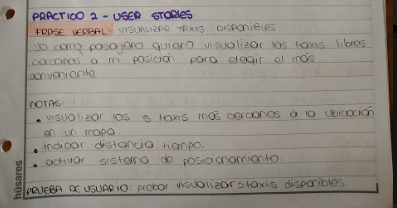 PRACTICO 2 - USER STORIES
FRASE VERBAL: VISUALIZAR TAXIS DISPONIBLES.
Yo como pasajero quiero visualizar los taxis libres
cercanos a mi posición para elegir el más
conveniente
NOTAS:
• visualizar los 5 taxis más cercanos a la ubicación
en un mapa.
• indicar distancia, tiempo.
• activar sistema de posicionamiento.
PRUEBA DE USUARIO: probar visualizar 5 taxis disponibles
húsares